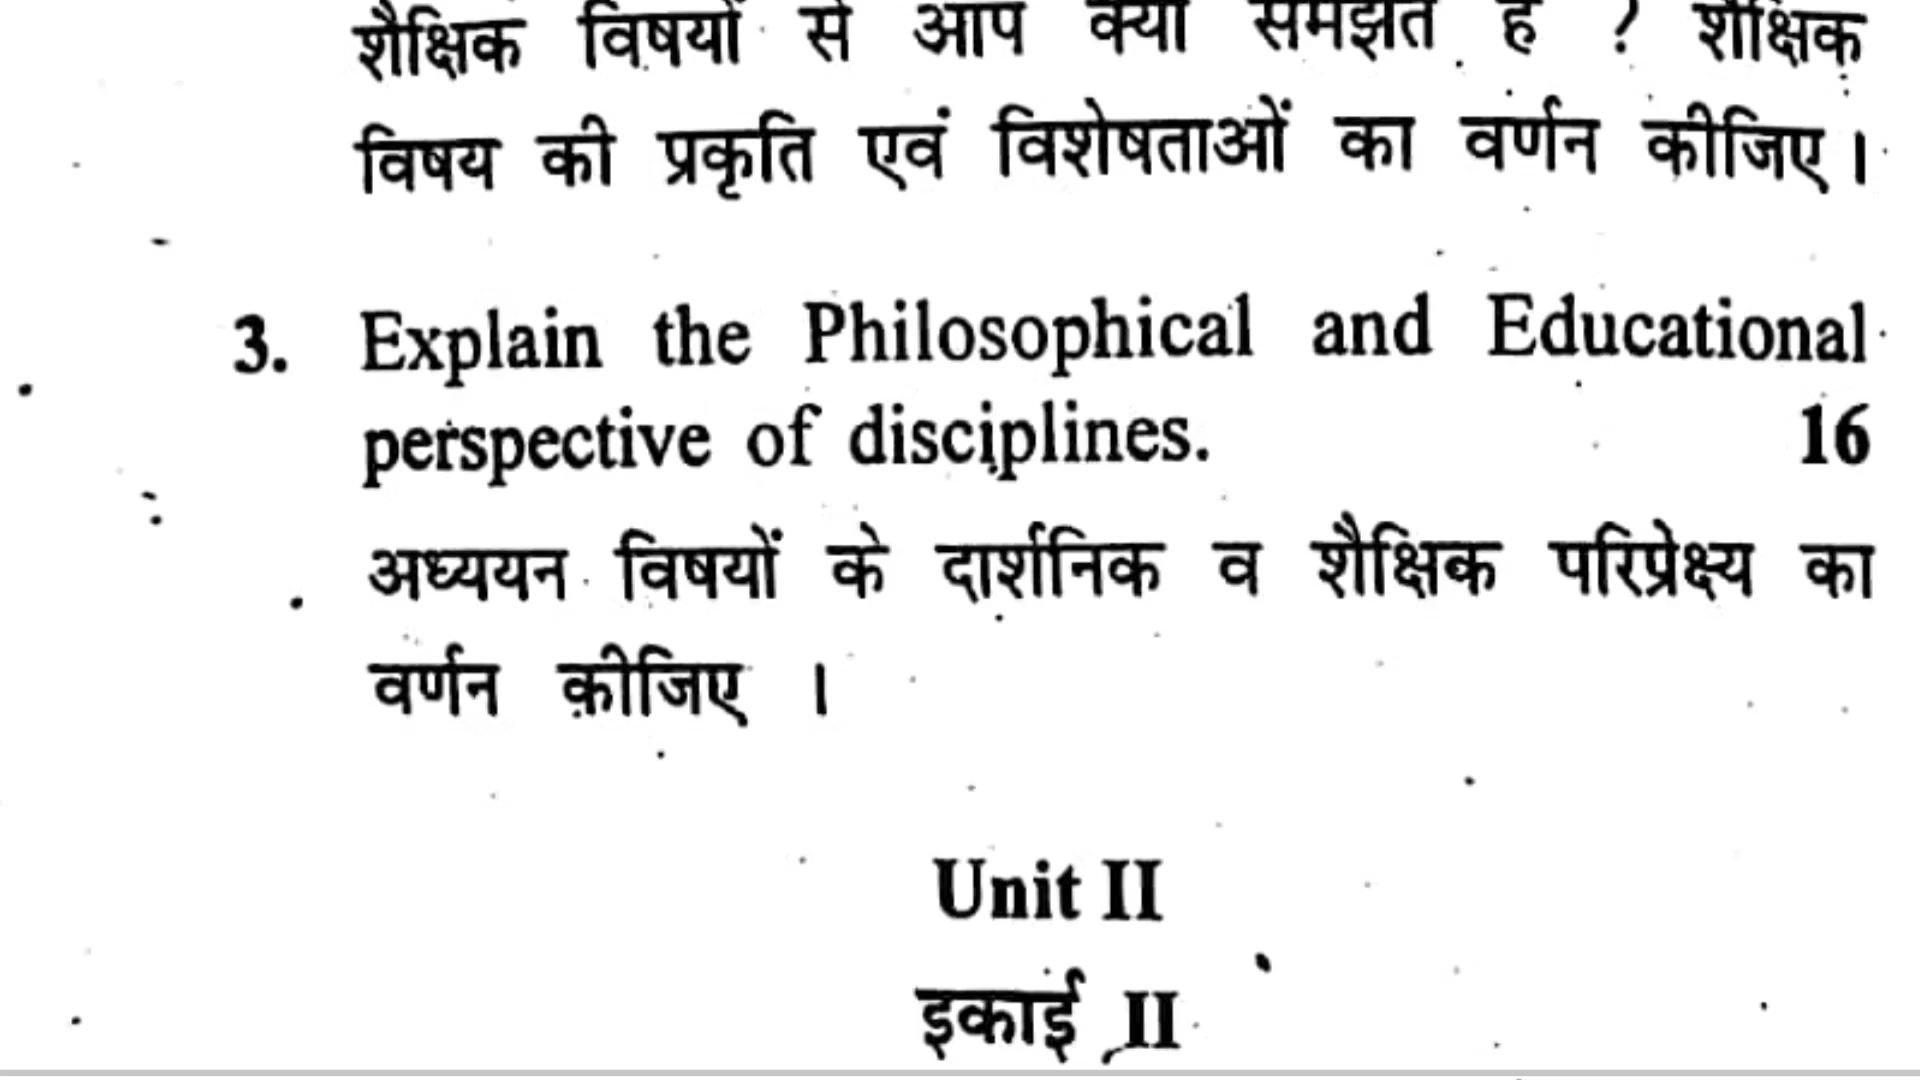 शैक्षिक विषयों से आप क्या समझते हैं ? शैक्षिक
विषय की प्रकृति एवं विशेषताओं का वर्णन कीजिए।
3. Explain the Philosophical and Educational
perspective of disciplines. 16
अध्ययन विषयों के दार्शनिक व शैक्षिक परिप्रेक्ष्य का
वर्णन कीजिए ।
Unit II
इकाई II